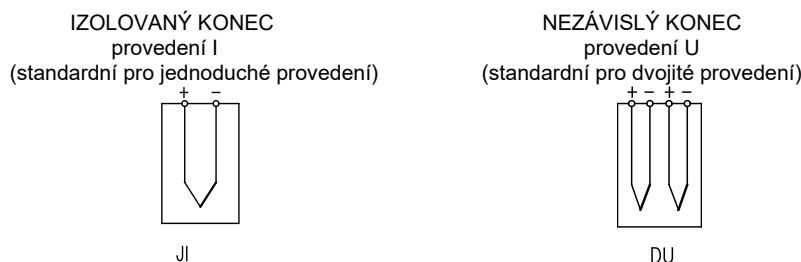 IZOLOVANÝ KONEC
provedení I
(standardní pro jednoduché provedení)
+ −
JI
NEZÁVISLÝ KONEC
provedení U
(standardní pro dvojité provedení)
+ − + −
DU